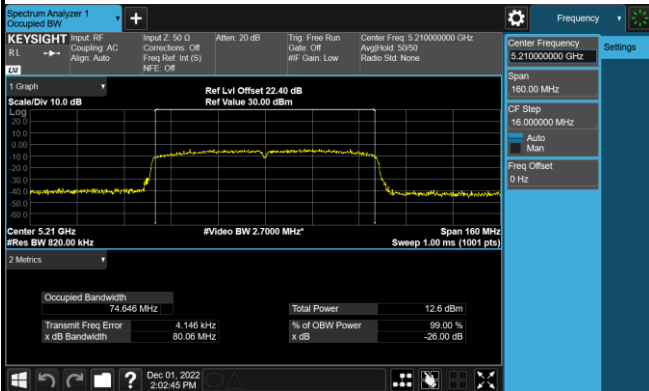 Spectrum Analyzer 1
Occupied BW
+
Frequency
KEYSIGHT
RL
Input: RF
Coupling: AC
Align: Auto
Input Z: 50 Ω
Corrections: Off
Freq Ref: Int (S)
NFE: Off
Atten: 20 dB
Trig: Free Run
Gate: Off
#IF Gain: Low
Center Freq: 5.210000000 GHz
Avg|Hold: 50/50
Radio Std: None
Center Frequency
5.210000000 GHz
Settings
Span
160.00 MHz
CF Step
16.000000 MHz
Auto
Man
Freq Offset
0 Hz
1 Graph
Ref Lvl Offset 22.40 dB
Scale/Div 10.0 dB
Ref Value 30.00 dBm
Log
20.0
10.0
0.00
-10.0
-20.0
-30.0
-40.0
-50.0
-60.0
Center 5.21 GHz
#Video BW 2.7000 MHz*
Span 160 MHz
#Res BW 820.00 kHz
Sweep 1.00 ms (1001 pts)
2 Metrics
Occupied Bandwidth
74.646 MHz
Total Power 12.6 dBm
Transmit Freq Error 4.146 kHz
% of OBW Power 99.00 %
x dB Bandwidth 80.06 MHz
x dB -26.00 dB
?
Dec 01, 2022
2:02:45 PM